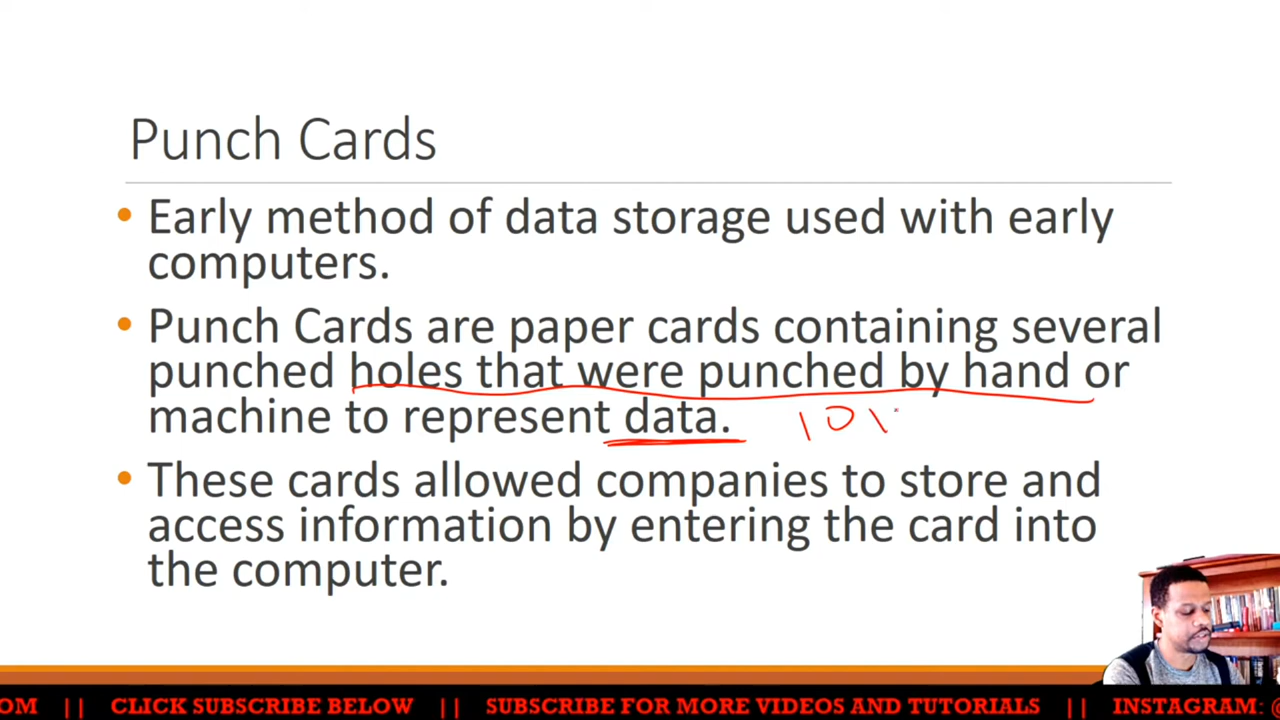 Punch Cards
• Early method of data storage used with early
computers.
• Punch Cards are paper cards containing several
punched holes that were punched by hand or
machine to represent data. 101
• These cards allowed companies to store and
access information by entering the card into
the computer.
OM || CLICK SUBSCRIBE BELOW || SUBSCRIBE FOR MORE VIDEOS AND TUTORIALS || INSTAGRAM: @